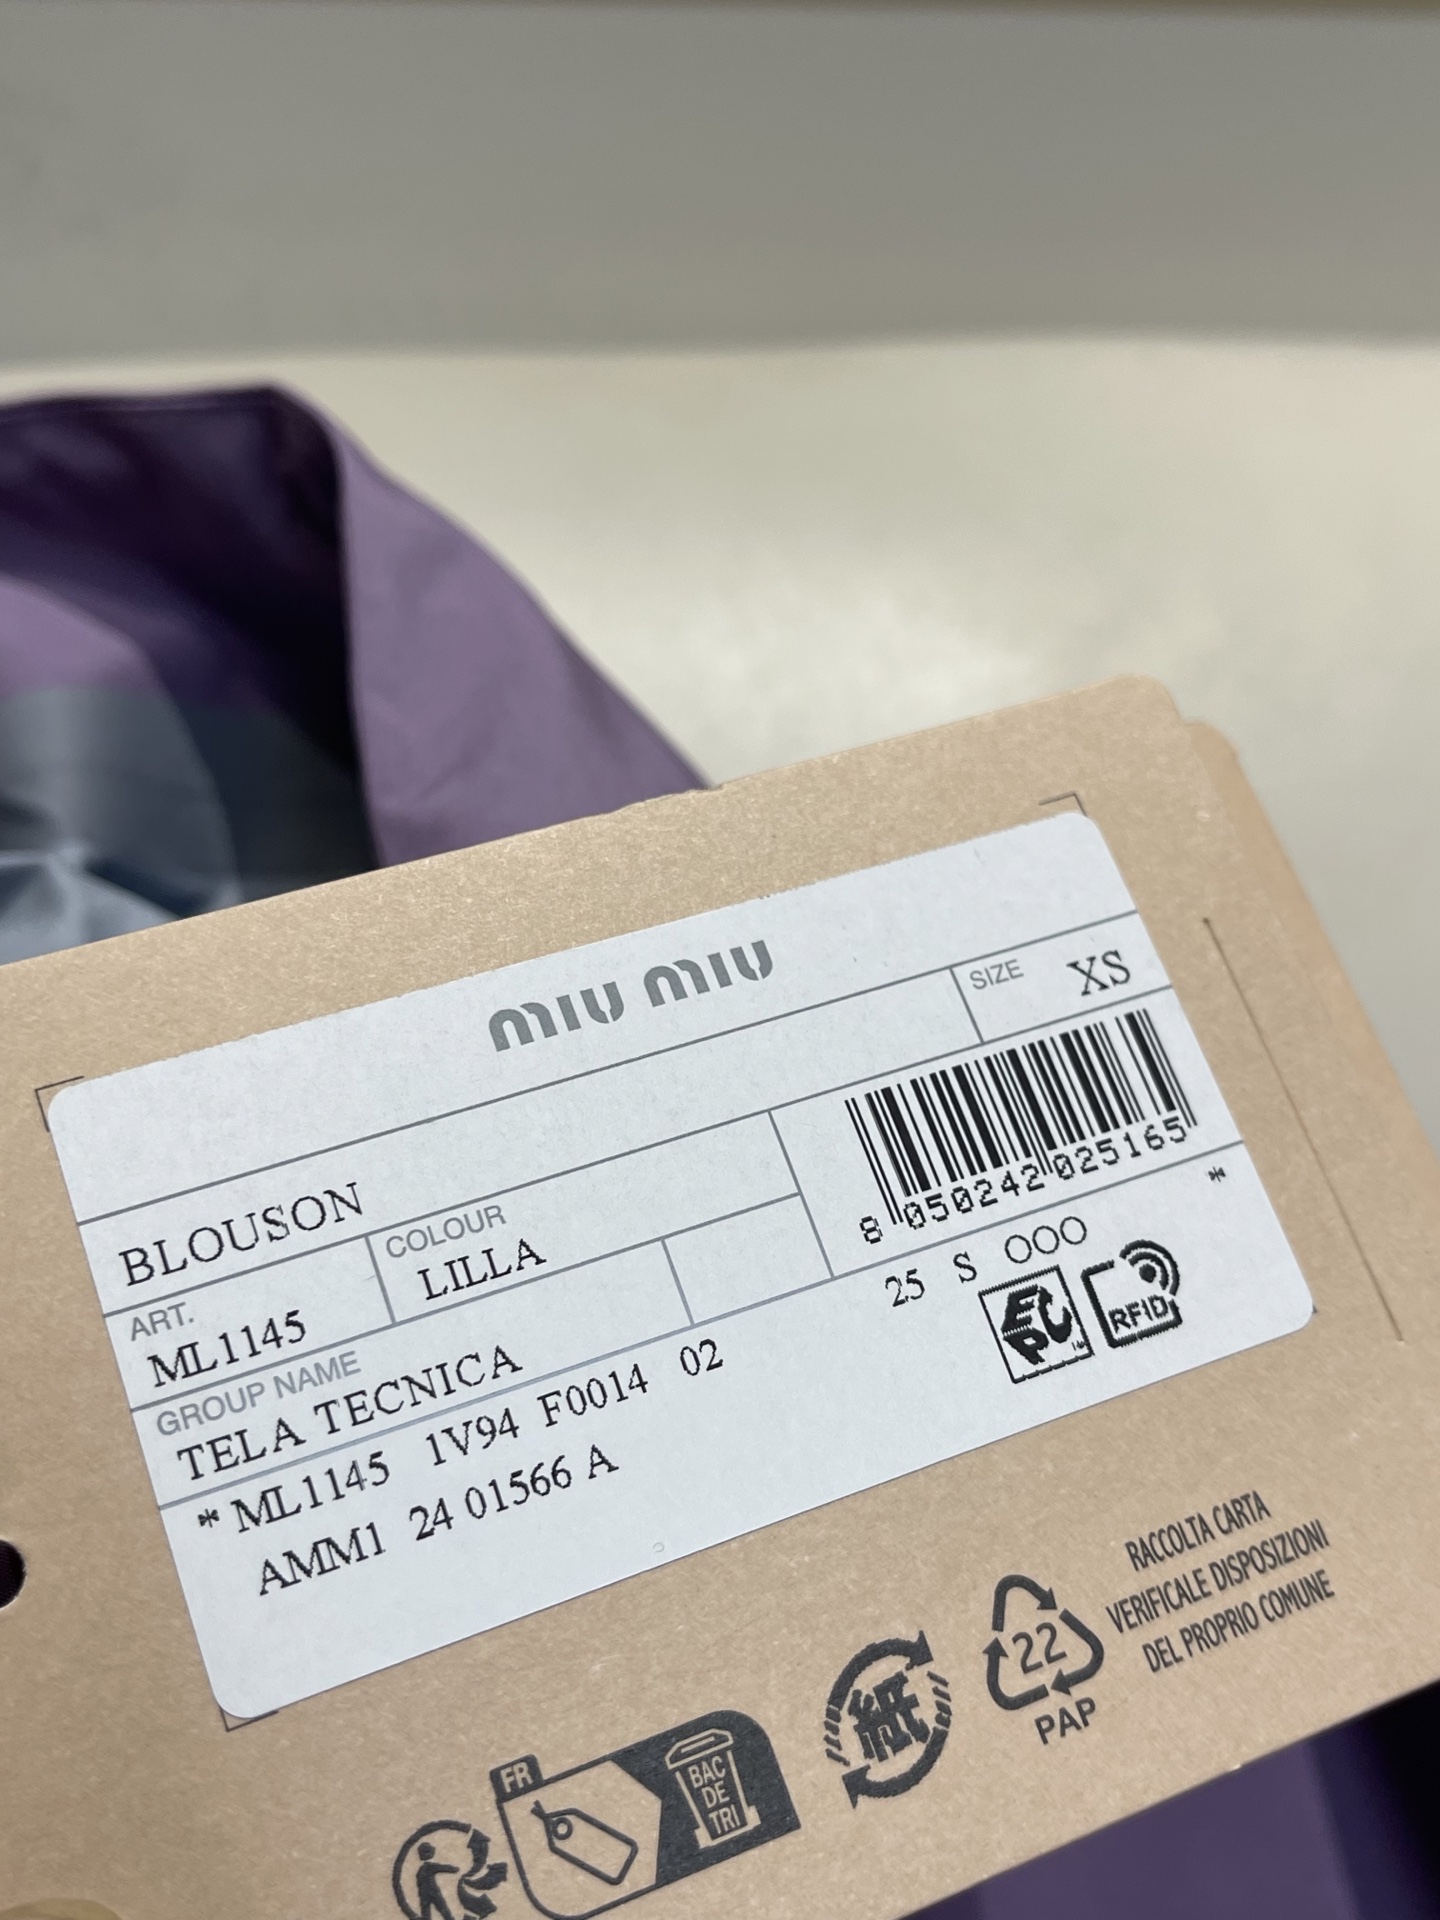 miu miu
SIZE XS
BLOUSON
8 050242 025165
ART. ML1145
COLOUR LILLA
25 S OOO *
GROUP NAME
TELA TECNICA
EPC RFID
* ML1145 1V94 F0014 02
AMM1 24 01566 A
RACCOLTA CARTA
VERIFICALE DISPOSIZIONI
DEL PROPRIO COMUNE
22
PAP
紙
FR
BAC
DE
TRI